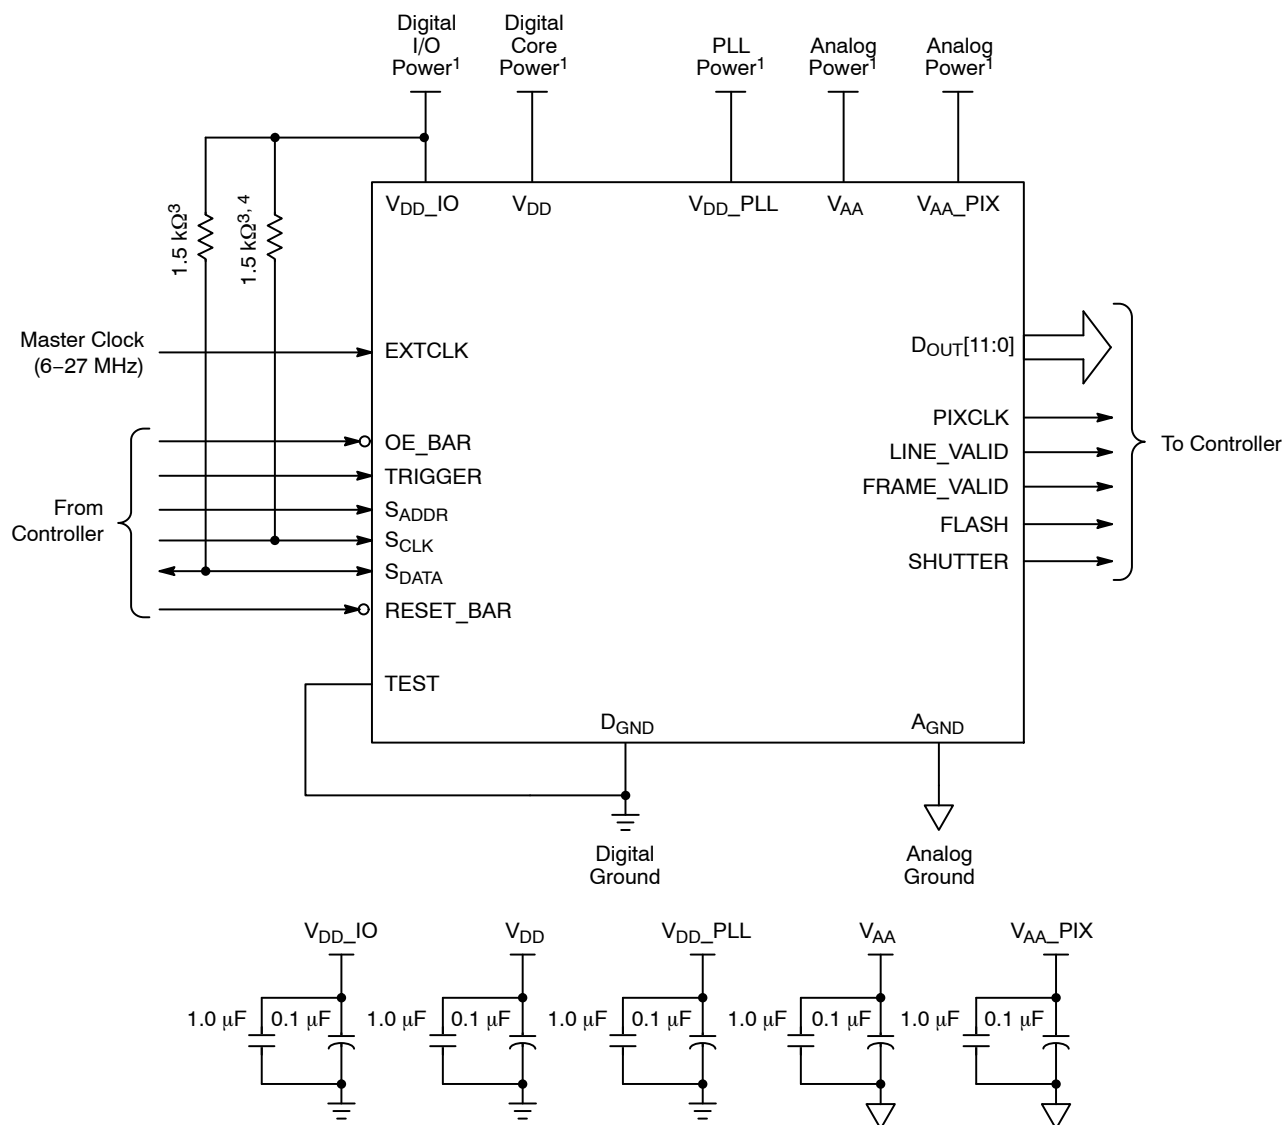 Digital
I/O
Power1
Digital
Core
Power1
PLL
Power1
Analog
Power1
Analog
Power1
VDD_IO
VDD
VDD_PLL
VAA
VAA_PIX
1.5 kΩ3
1.5 kΩ3, 4
Master Clock
(6–27 MHz)
EXTCLK
DOUT[11:0]
From
Controller
OE_BAR
TRIGGER
SADDR
SCLK
SDATA
RESET_BAR
TEST
PIXCLK
LINE_VALID
FRAME_VALID
FLASH
SHUTTER
To Controller
DGND
AGND
Digital
Ground
Analog
Ground
VDD_IO
VDD
VDD_PLL
VAA
VAA_PIX
1.0 μF
0.1 μF
1.0 μF
0.1 μF
1.0 μF
0.1 μF
1.0 μF
0.1 μF
1.0 μF
0.1 μF